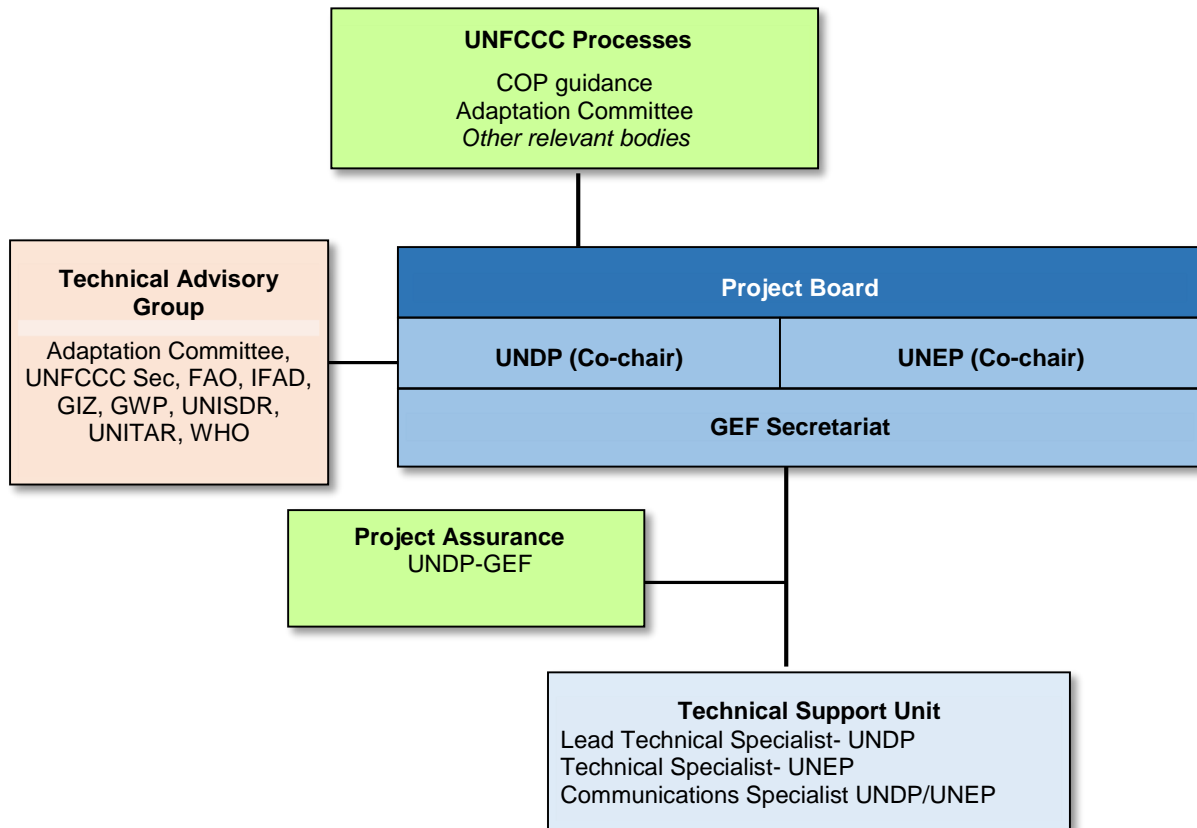 UNFCCC Processes
COP guidance
Adaptation Committee
Other relevant bodies
Technical Advisory
Group
Adaptation Committee,
UNFCCC Sec, FAO, IFAD,
GIZ, GWP, UNISDR,
UNITAR, WHO
Project Board
UNDP (Co-chair)
UNEP (Co-chair)
GEF Secretariat
Project Assurance
UNDP-GEF
Technical Support Unit
Lead Technical Specialist- UNDP
Technical Specialist- UNEP
Communications Specialist UNDP/UNEP